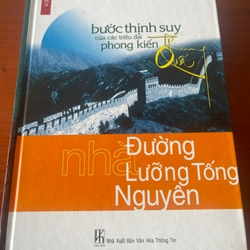 bước thịnh suy
của các triều đại
phong kiến
Trung Quốc
nhà
Đường
Lưỡng Tống
Nguyên
Nhà Xuất Bản Văn Hóa Thông Tin